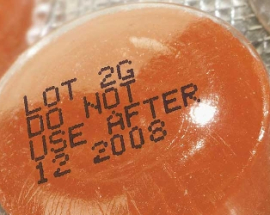 LOT 2G
DO NOT
USE AFTER
12 2008